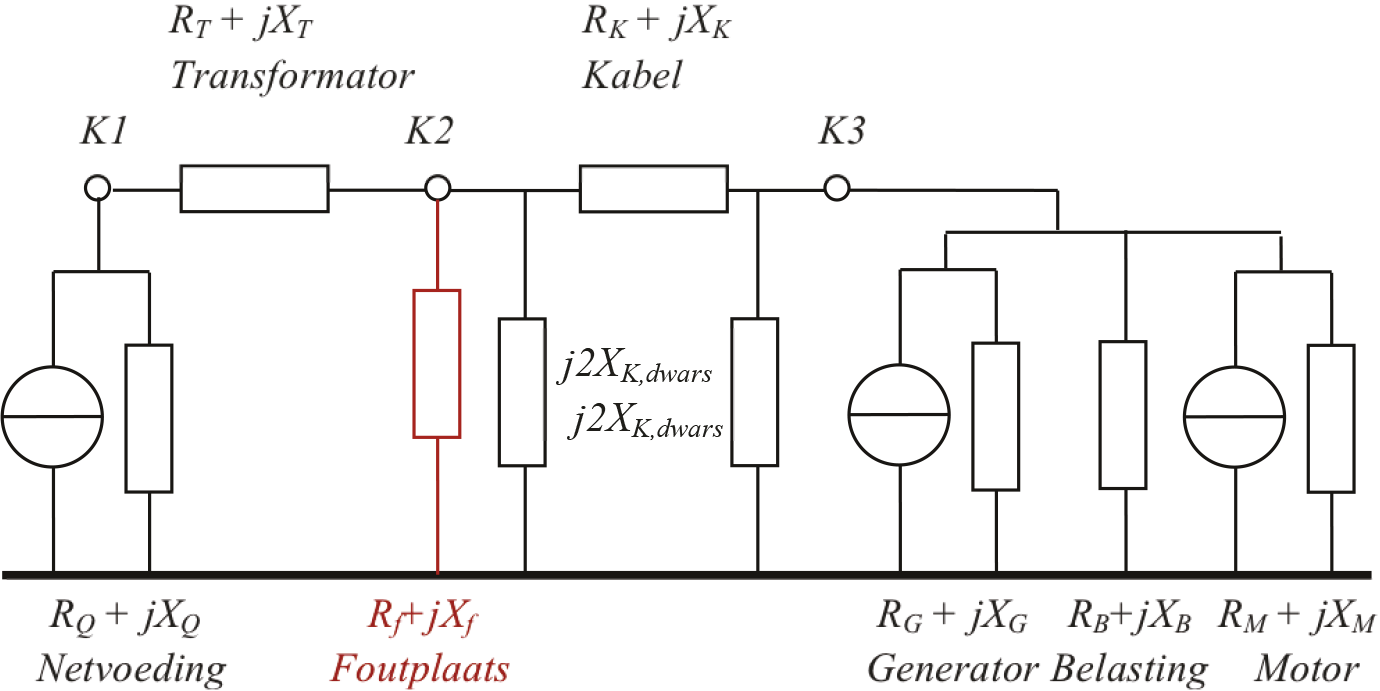 R_T + jX_T
Transformator
R_K + jX_K
Kabel
K1
K2
K3
j2X_{K,dwars}
j2X_{K,dwars}
R_Q + jX_Q
Netvoeding
R_f+jX_f
Foutplaats
R_G + jX_G
Generator
R_B+jX_B
Belasting
R_M + jX_M
Motor